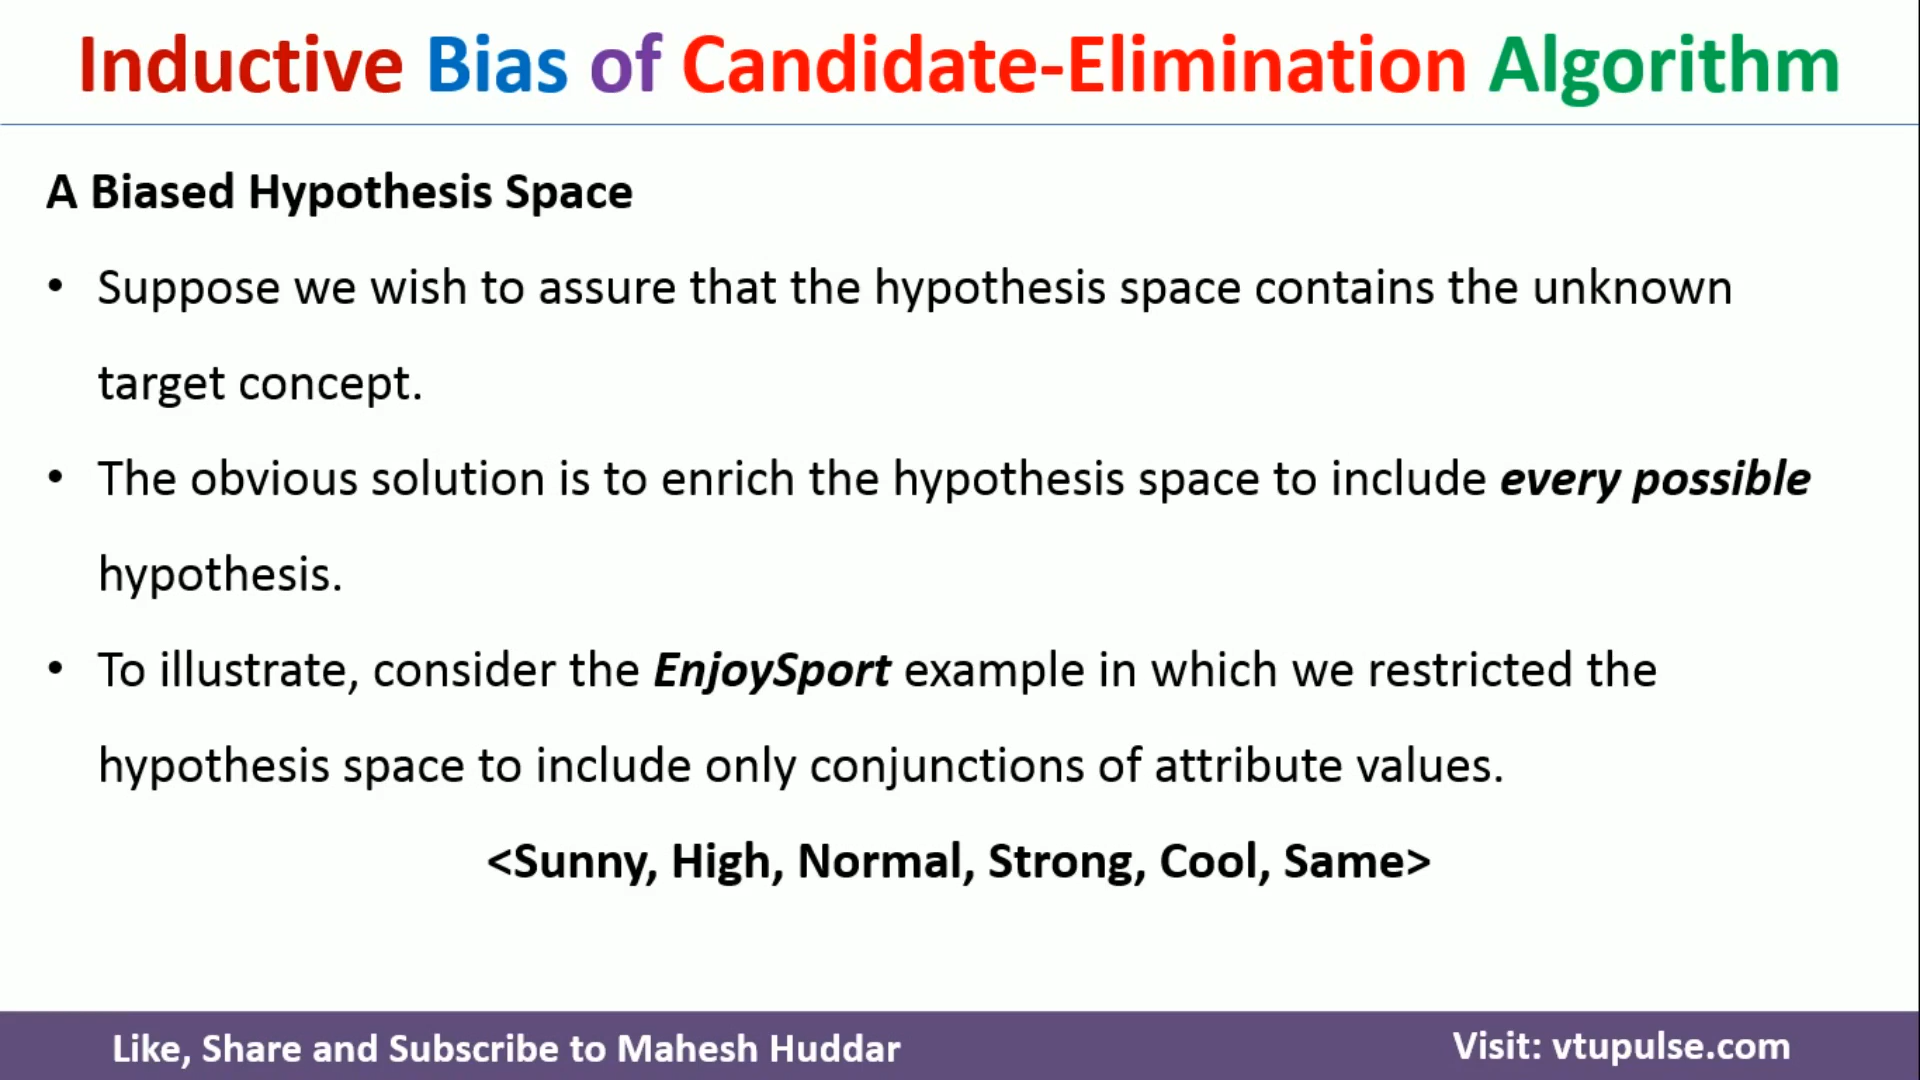 Inductive Bias of Candidate-Elimination Algorithm
A Biased Hypothesis Space
• Suppose we wish to assure that the hypothesis space contains the unknown
target concept.
• The obvious solution is to enrich the hypothesis space to include every possible
hypothesis.
• To illustrate, consider the EnjoySport example in which we restricted the
hypothesis space to include only conjunctions of attribute values.
<Sunny, High, Normal, Strong, Cool, Same>
Like, Share and Subscribe to Mahesh Huddar
Visit: vtupulse.com